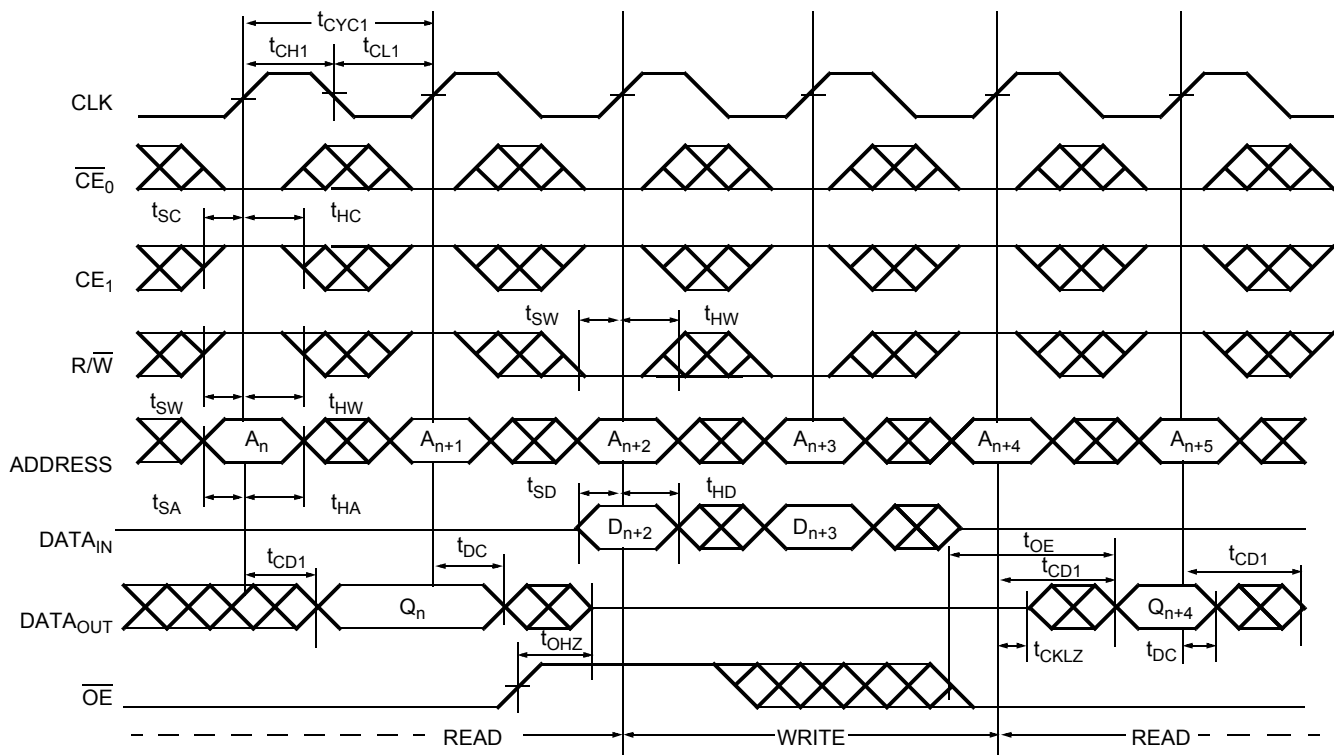 tCYC1
tCH1 tCL1
CLK
CE0
tSC tHC
CE1
tSW tHW
R/W
tSW tHW
An An+1 An+2 An+3 An+4 An+5
ADDRESS
tSA tHA tSD tHD
DATAIN Dn+2 Dn+3
tOE
tCD1 tDC tCD1 tCD1
DATAOUT Qn Qn+4
tOHZ tCKLZ tDC
OE
READ WRITE READ